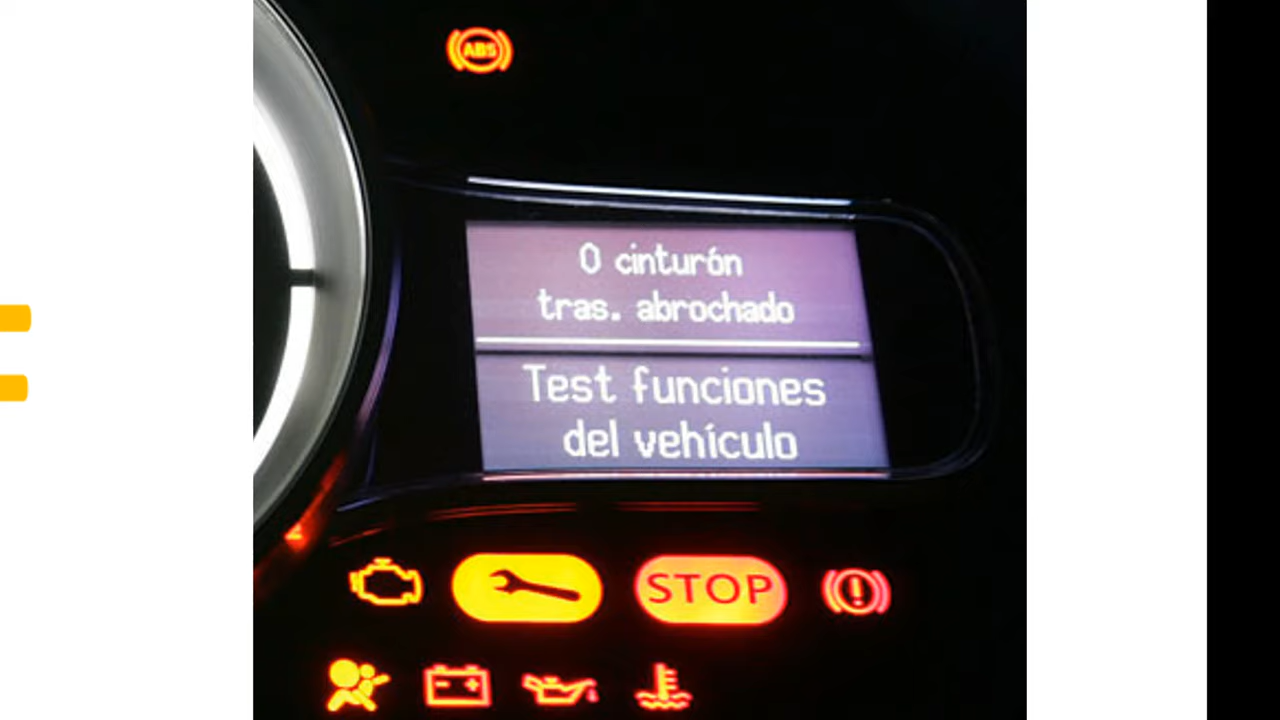 ABS
0 cinturón
tras. abrochado
Test funciones
del vehículo
STOP